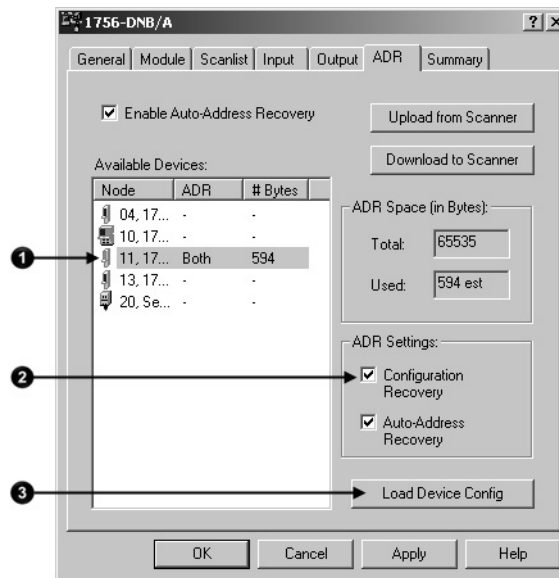 1756-DNB/A
General Module Scanlist Input Output ADR Summary
Enable Auto-Address Recovery
Upload from Scanner
Download to Scanner
Available Devices:
Node ADR # Bytes
04, 17... - -
10, 17... - -
11, 17... Both 594
13, 17... - -
20, Se... - -
ADR Space (in Bytes):
Total: 65535
Used: 594 est
ADR Settings:
Configuration
Recovery
Auto-Address
Recovery
Load Device Config
OK Cancel Apply Help
1
2
3